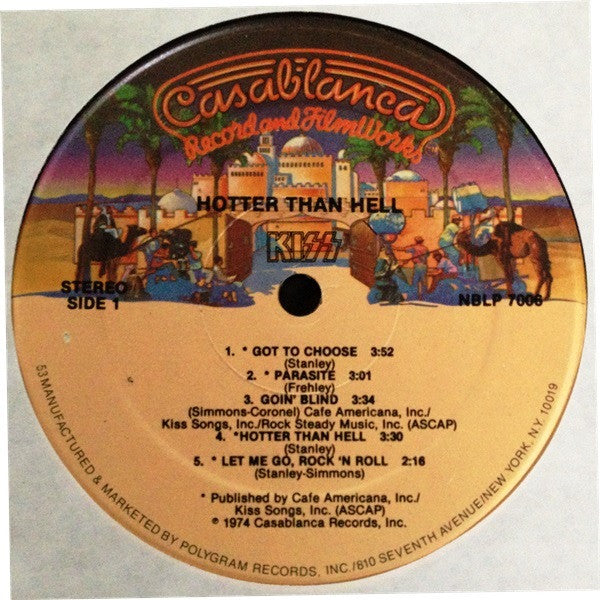 Casablanca
Record and FilmWorks
HOTTER THAN HELL
KISS
STEREO
SIDE 1
NBLP 7006
1. * GOT TO CHOOSE 3:52
(Stanley)
2. * PARASITE 3:01
(Frehley)
3. GOIN' BLIND 3:34
(Simmons-Coronel) Cafe Americana, Inc./
Kiss Songs, Inc./Rock Steady Music, Inc. (ASCAP)
4. *HOTTER THAN HELL 3:30
(Stanley)
5. * LET ME GO, ROCK 'N ROLL 2:16
(Stanley-Simmons)
* Published by Cafe Americana, Inc./
Kiss Songs, Inc. (ASCAP)
℗ 1974 Casablanca Records, Inc.
53 MANUFACTURED & MARKETED BY POLYGRAM RECORDS, INC./810 SEVENTH AVENUE/NEW YORK, N.Y. 10019